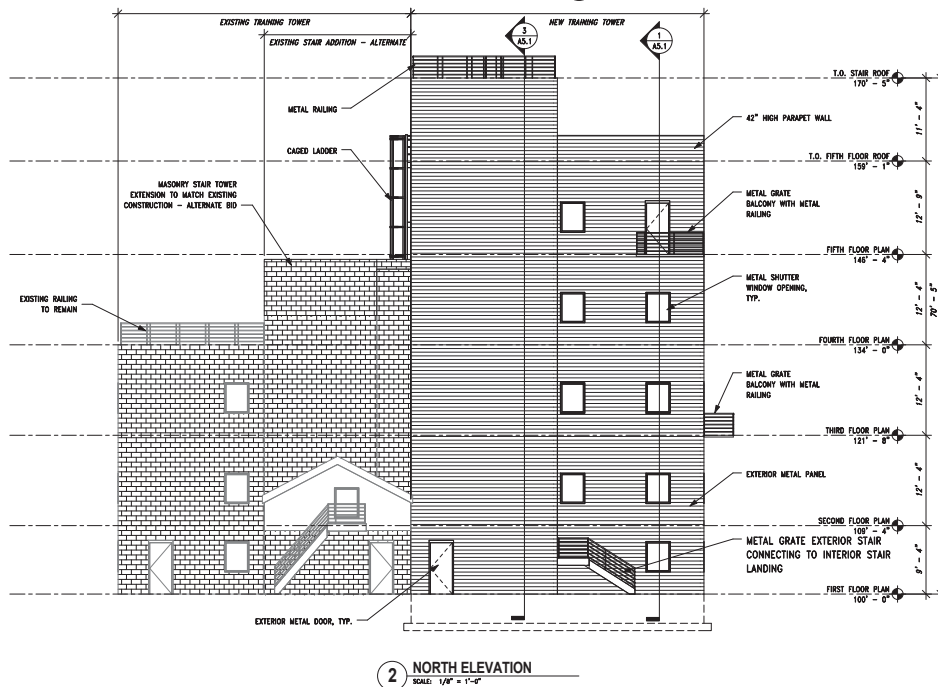 EXISTING TRAINING TOWER
NEW TRAINING TOWER
EXISTING STAIR ADDITION - ALTERNATE
3
A5.1
1
A5.1
METAL RAILING
CAGED LADDER
MASONRY STAIR TOWER
EXTENSION TO MATCH EXISTING
CONSTRUCTION - ALTERNATE BID
EXISTING RAILING
TO REMAIN
EXTERIOR METAL DOOR, TYP.
T.O. STAIR ROOF
170' - 5"
42" HIGH PARAPET WALL
T.O. FIFTH FLOOR ROOF
159' - 1"
METAL GRATE
BALCONY WITH METAL
RAILING
FIFTH FLOOR PLAN
146' - 4"
METAL SHUTTER
WINDOW OPENING,
TYP.
FOURTH FLOOR PLAN
134' - 0"
METAL GRATE
BALCONY WITH METAL
RAILING
THIRD FLOOR PLAN
121' - 8"
EXTERIOR METAL PANEL
SECOND FLOOR PLAN
109' - 4"
METAL GRATE EXTERIOR STAIR
CONNECTING TO INTERIOR STAIR
LANDING
FIRST FLOOR PLAN
100' - 0"
11' - 4"
12' - 9"
12' - 4"
70' - 5"
12' - 4"
12' - 4"
9' - 4"
2
NORTH ELEVATION
SCALE: 1/8" = 1'-0"